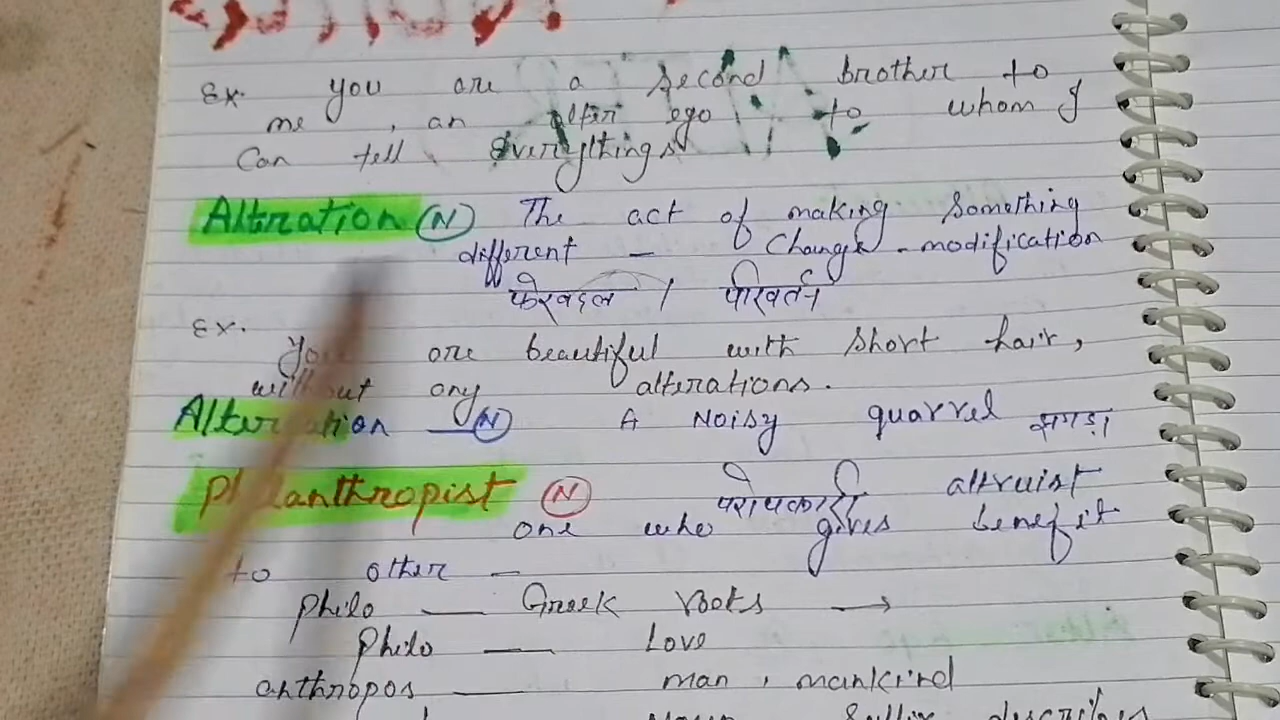 Ex. you are a second brother to
me , an alter ego to whom I
Can tell everythings
Alteration (N) The act of making Something
different — Change - modification
फेरबदल / परिवर्तन
Ex. You are beautiful with short hair,
without any alterations.
(N) A Noisy quarrel झगड़ा
Philanthropist (N) परोपकारी altruist
one who gives benefit
to other —
Philo — Greek roots →
Philo — Love
anthropos — man , mankind
describes